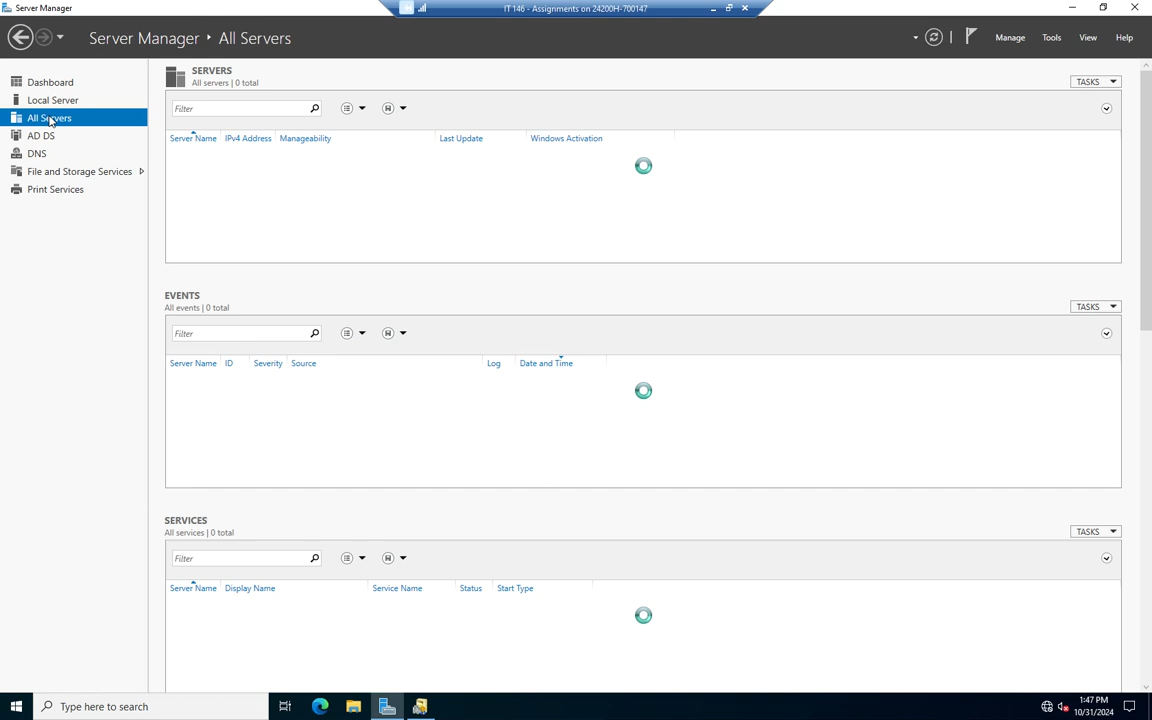 Server Manager
IT 146 - Assignments on 24200H-700147
Server Manager All Servers
Manage Tools View Help
Dashboard
Local Server
All Servers
AD DS
DNS
File and Storage Services
Print Services
SERVERS
All servers | 0 total
TASKS
Filter
Server Name IPv4 Address Manageability Last Update Windows Activation
EVENTS
All events | 0 total
TASKS
Filter
Server Name ID Severity Source Log Date and Time
SERVICES
All services | 0 total
TASKS
Filter
Server Name Display Name Service Name Status Start Type
Type here to search
1:47 PM
10/31/2024